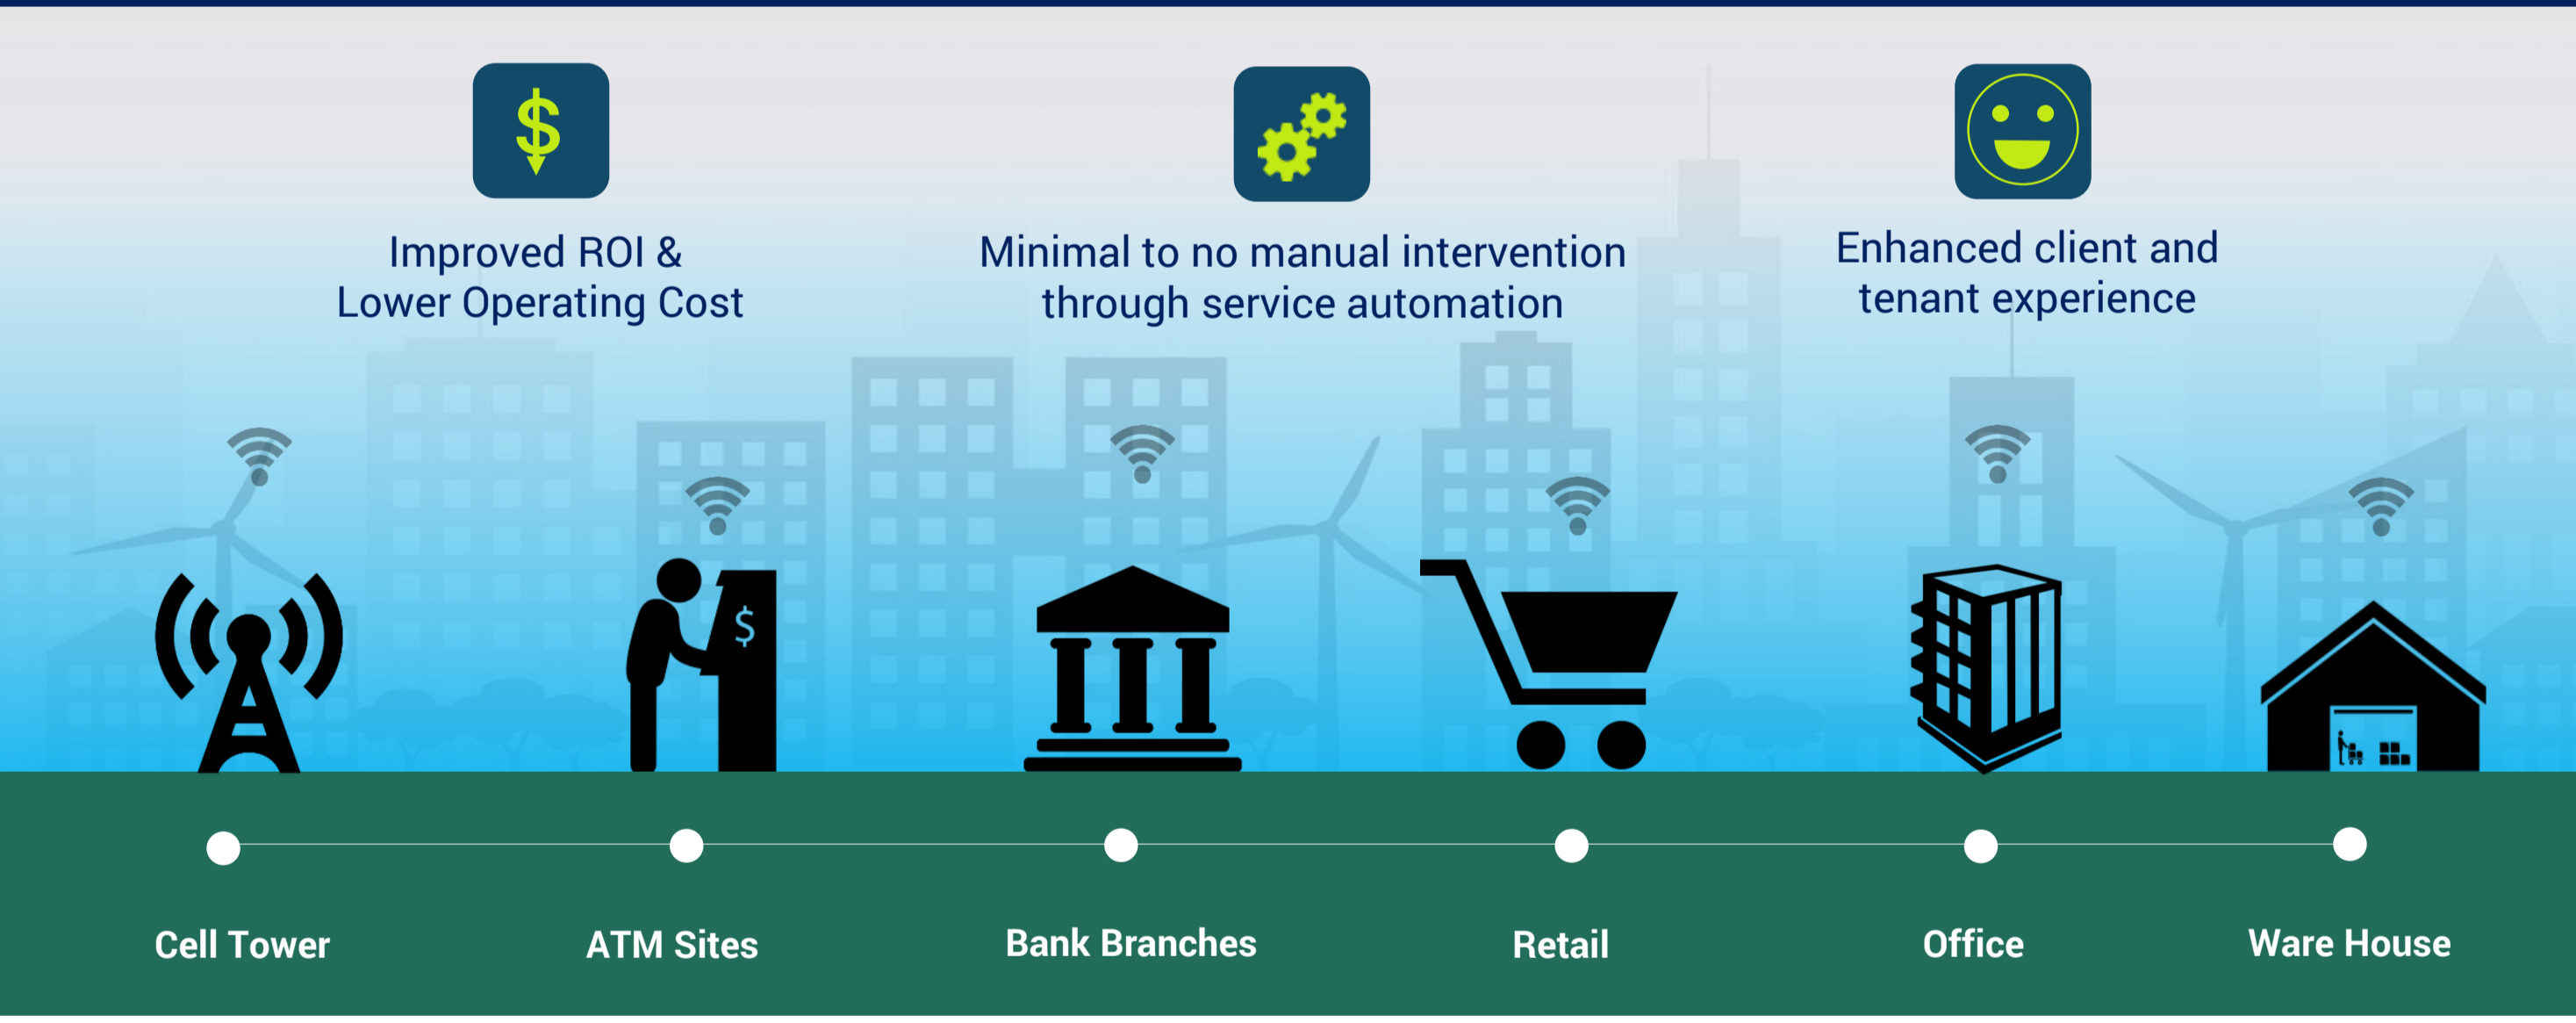 Improved ROI &
Lower Operating Cost
Minimal to no manual intervention
through service automation
Enhanced client and
tenant experience
$
Cell Tower
ATM Sites
Bank Branches
Retail
Office
Ware House